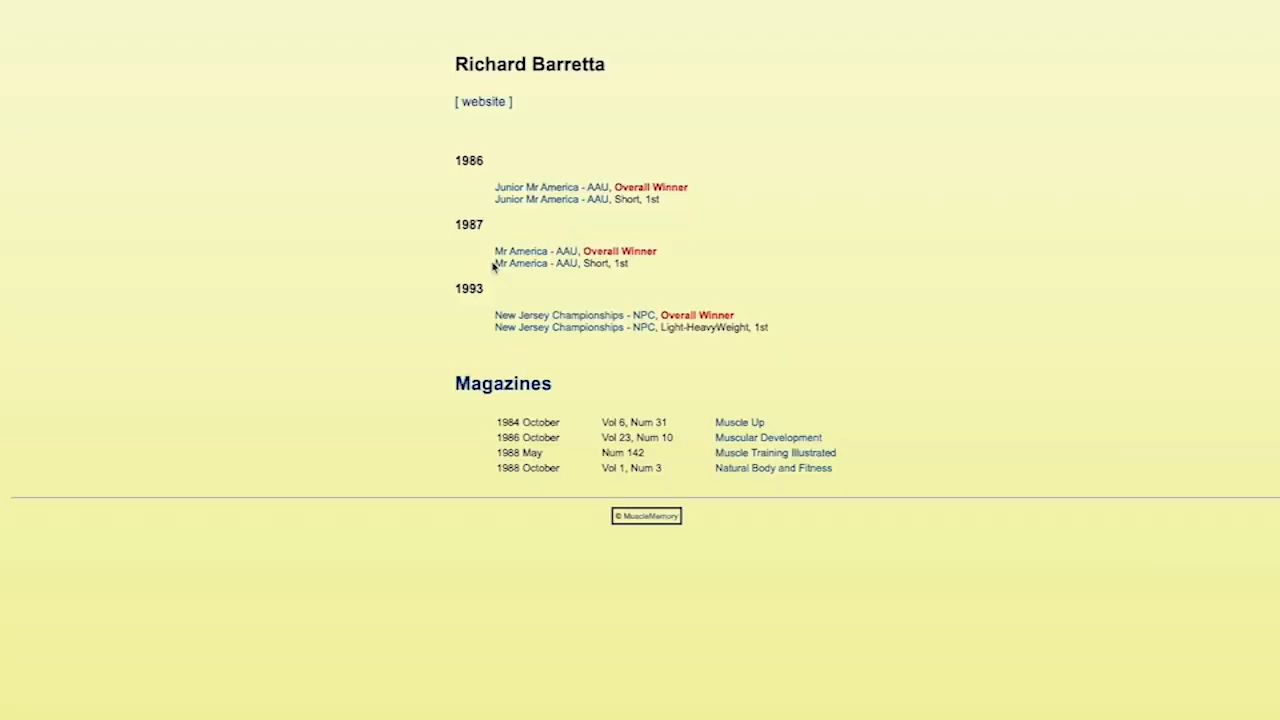 Richard Barretta
[ website ]
1986
Junior Mr America - AAU, Overall Winner
Junior Mr America - AAU, Short, 1st
1987
Mr America - AAU, Overall Winner
Mr America - AAU, Short, 1st
1993
New Jersey Championships - NPC, Overall Winner
New Jersey Championships - NPC, Light-HeavyWeight, 1st
Magazines
1984 October Vol 6, Num 31 Muscle Up
1986 October Vol 23, Num 10 Muscular Development
1988 May Num 142 Muscle Training Illustrated
1988 October Vol 1, Num 3 Natural Body and Fitness
© MuscleMemory